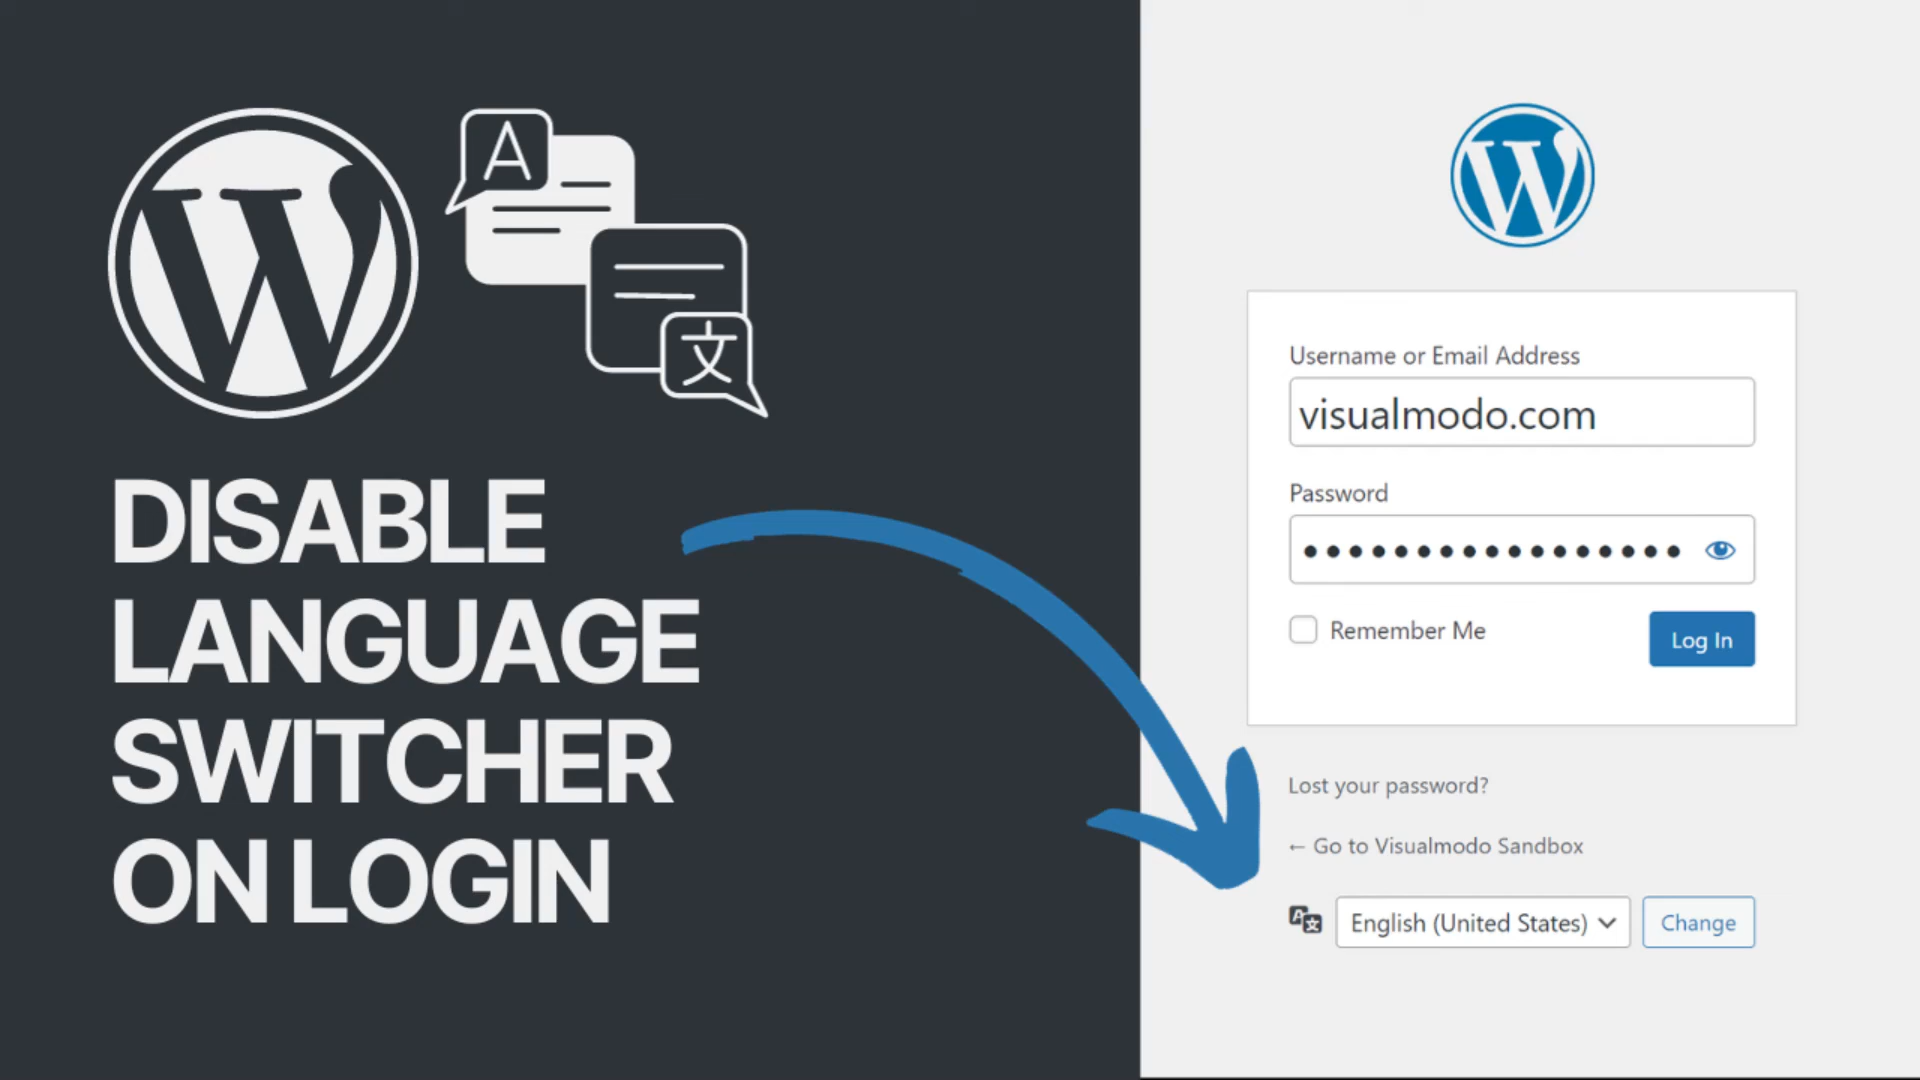 A
文
DISABLE
LANGUAGE
SWITCHER
ON LOGIN
Username or Email Address
visualmodo.com
Password
Remember Me
Log In
Lost your password?
← Go to Visualmodo Sandbox
English (United States)
Change